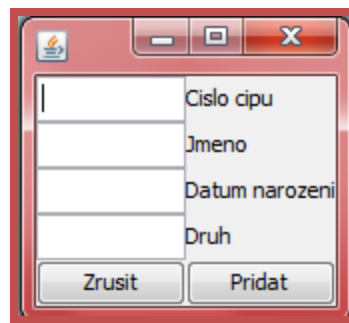 Cislo cipu
Jmeno
Datum narozeni
Druh
Zrusit Pridat